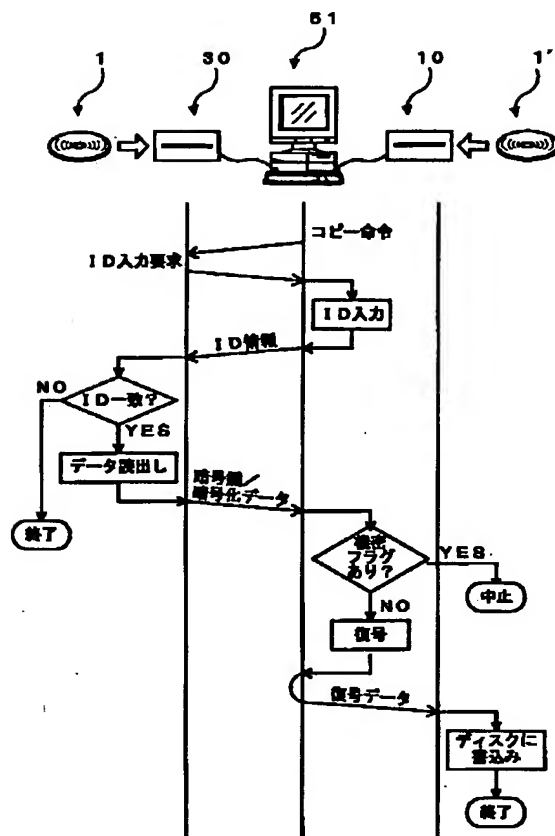 51
1
30
10
1'
コピー命令
ID入力要求
ID入力
ID情報
NO
ID一致?
YES
データ読出し
暗号鍵/
暗号化データ
終了
機密
フラグ
あり?
YES
中止
NO
復号
復号データ
ディスクに
書込み
終了